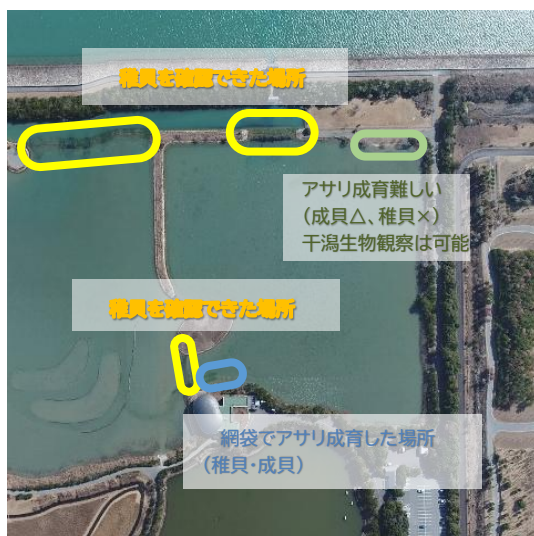 稚貝を確認できた場所
アサリ成育難しい
（成貝△、稚貝×）
干潟生物観察は可能
稚貝を確認できた場所
網袋でアサリ成育した場所
（稚貝・成貝）